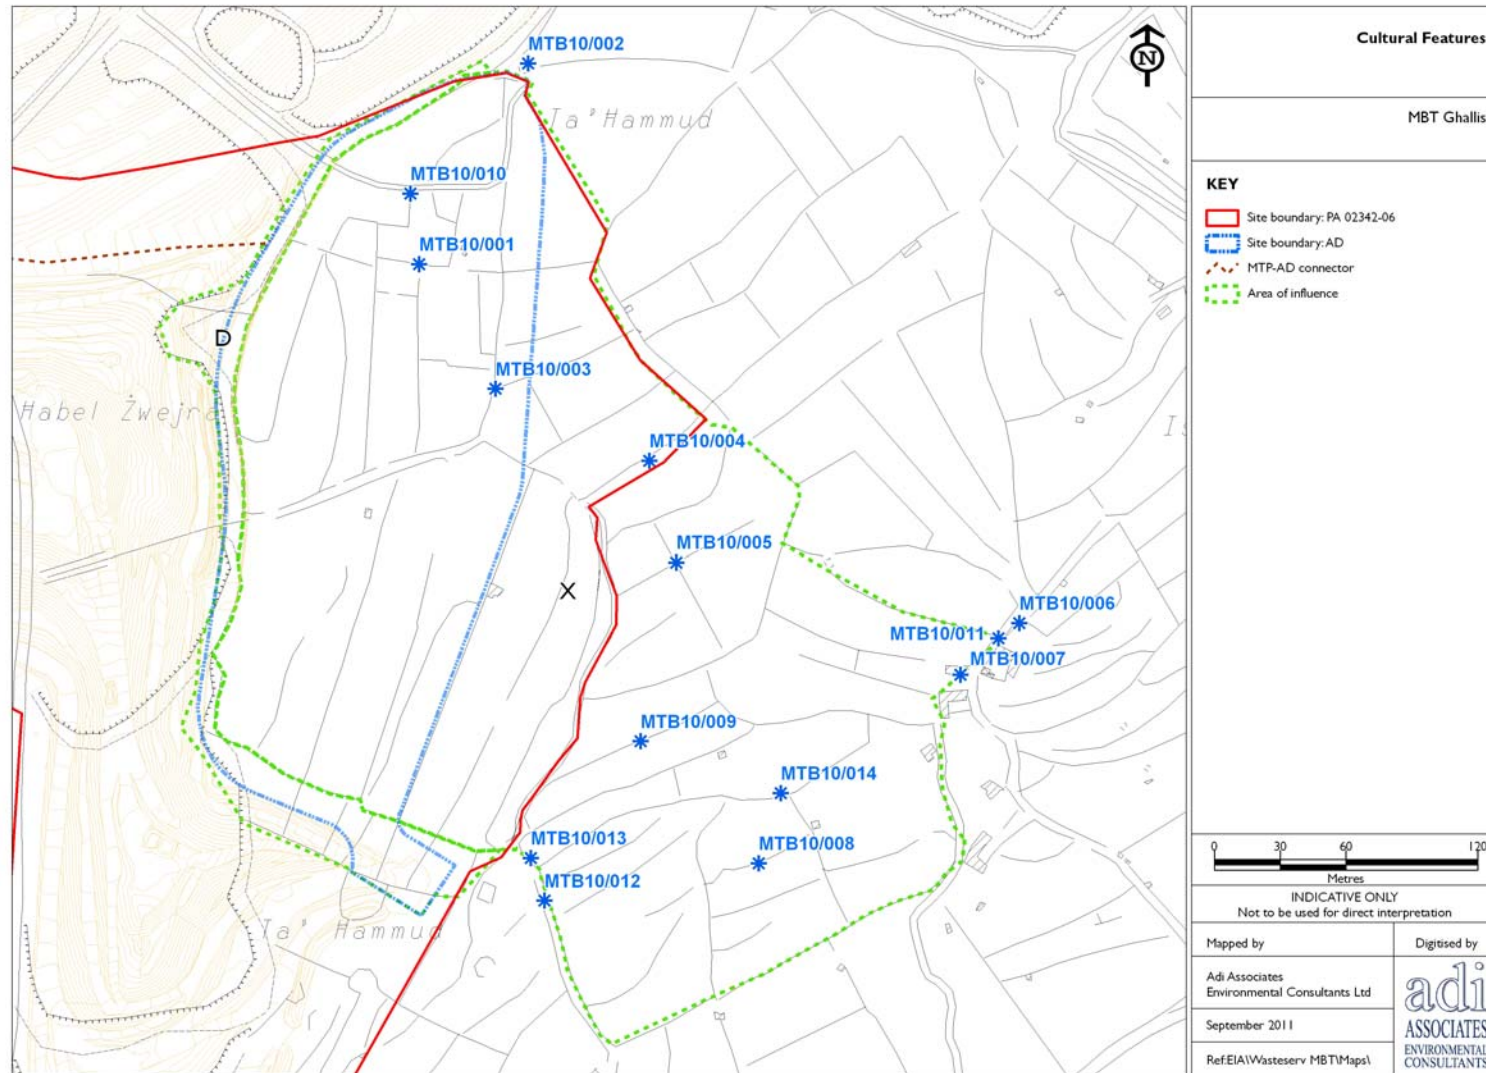 MTB10/002
Ta' Hammud
N
MTB10/010
MTB10/001
D
MTB10/003
Habel Żwejra
MTB10/004
MTB10/005
X
MTB10/006
MTB10/011
MTB10/007
MTB10/009
MTB10/014
MTB10/013
MTB10/008
MTB10/012
Ta' Hammud
Cultural Features
MBT Ghallis
KEY
Site boundary: PA 02342-06
Site boundary: AD
MTP-AD connector
Area of influence
0 30 60 120
Metres
INDICATIVE ONLY
Not to be used for direct interpretation
Mapped by
Adi Associates
Environmental Consultants Ltd
September 2011
Ref:EIA\Wasteserv MBT\Maps\
Digitised by
adi
ASSOCIATES
ENVIRONMENTAL
CONSULTANTS